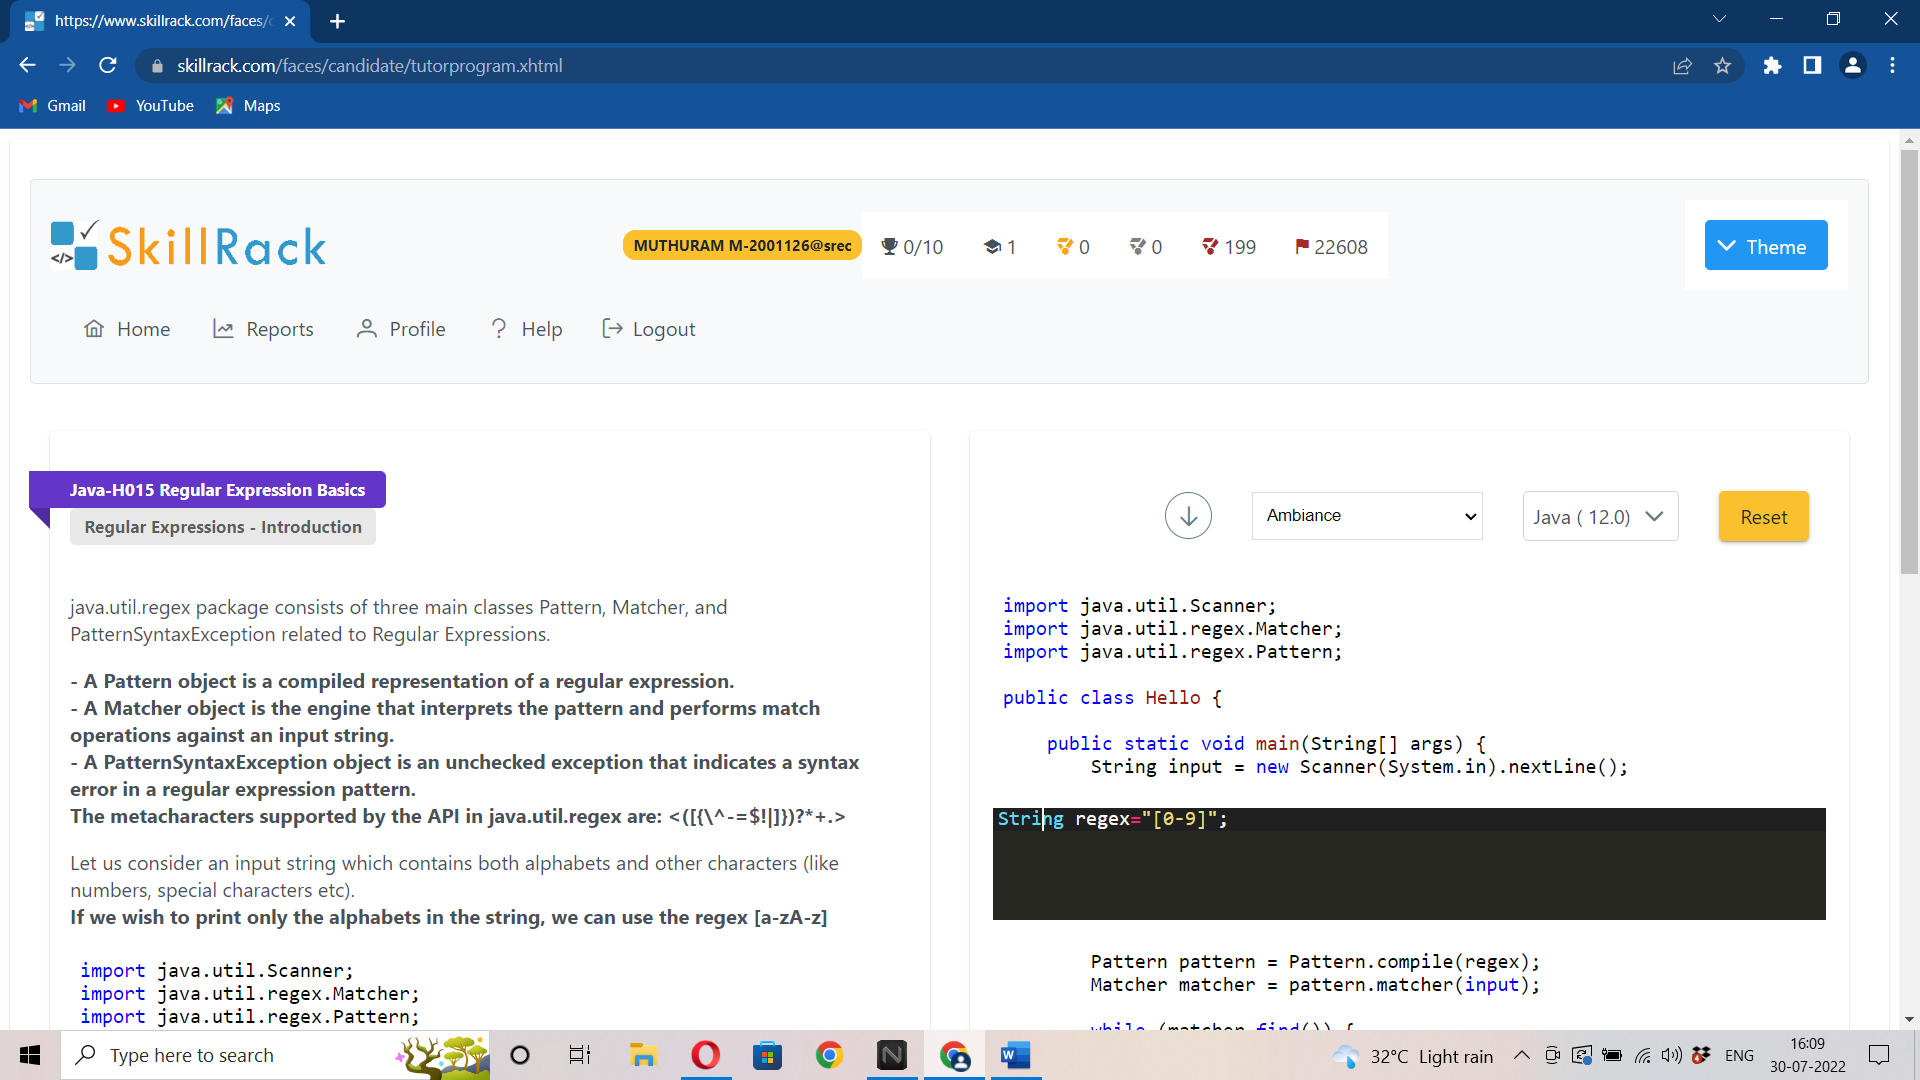 https://www.skillrack.com/faces/c
skillrack.com/faces/candidate/tutorprogram.xhtml
Gmail YouTube Maps
SkillRack
MUTHURAM M-2001126@srec 0/10 1 0 0 199 22608
Theme
Home Reports Profile Help Logout
Java-H015 Regular Expression Basics
Regular Expressions - Introduction
java.util.regex package consists of three main classes Pattern, Matcher, and
PatternSyntaxException related to Regular Expressions.
- A Pattern object is a compiled representation of a regular expression.
- A Matcher object is the engine that interprets the pattern and performs match
operations against an input string.
- A PatternSyntaxException object is an unchecked exception that indicates a syntax
error in a regular expression pattern.
The metacharacters supported by the API in java.util.regex are: <([{\^-=$!|]})?*+.>
Let us consider an input string which contains both alphabets and other characters (like
numbers, special characters etc).
If we wish to print only the alphabets in the string, we can use the regex [a-zA-z]
import java.util.Scanner;
import java.util.regex.Matcher;
import java.util.regex.Pattern;
Ambiance Java ( 12.0) Reset
import java.util.Scanner;
import java.util.regex.Matcher;
import java.util.regex.Pattern;
public class Hello {
public static void main(String[] args) {
String input = new Scanner(System.in).nextLine();
String regex="[0-9]";
Pattern pattern = Pattern.compile(regex);
Matcher matcher = pattern.matcher(input);
while (matcher.find()) {
Type here to search
32°C Light rain ENG
16:09
30-07-2022